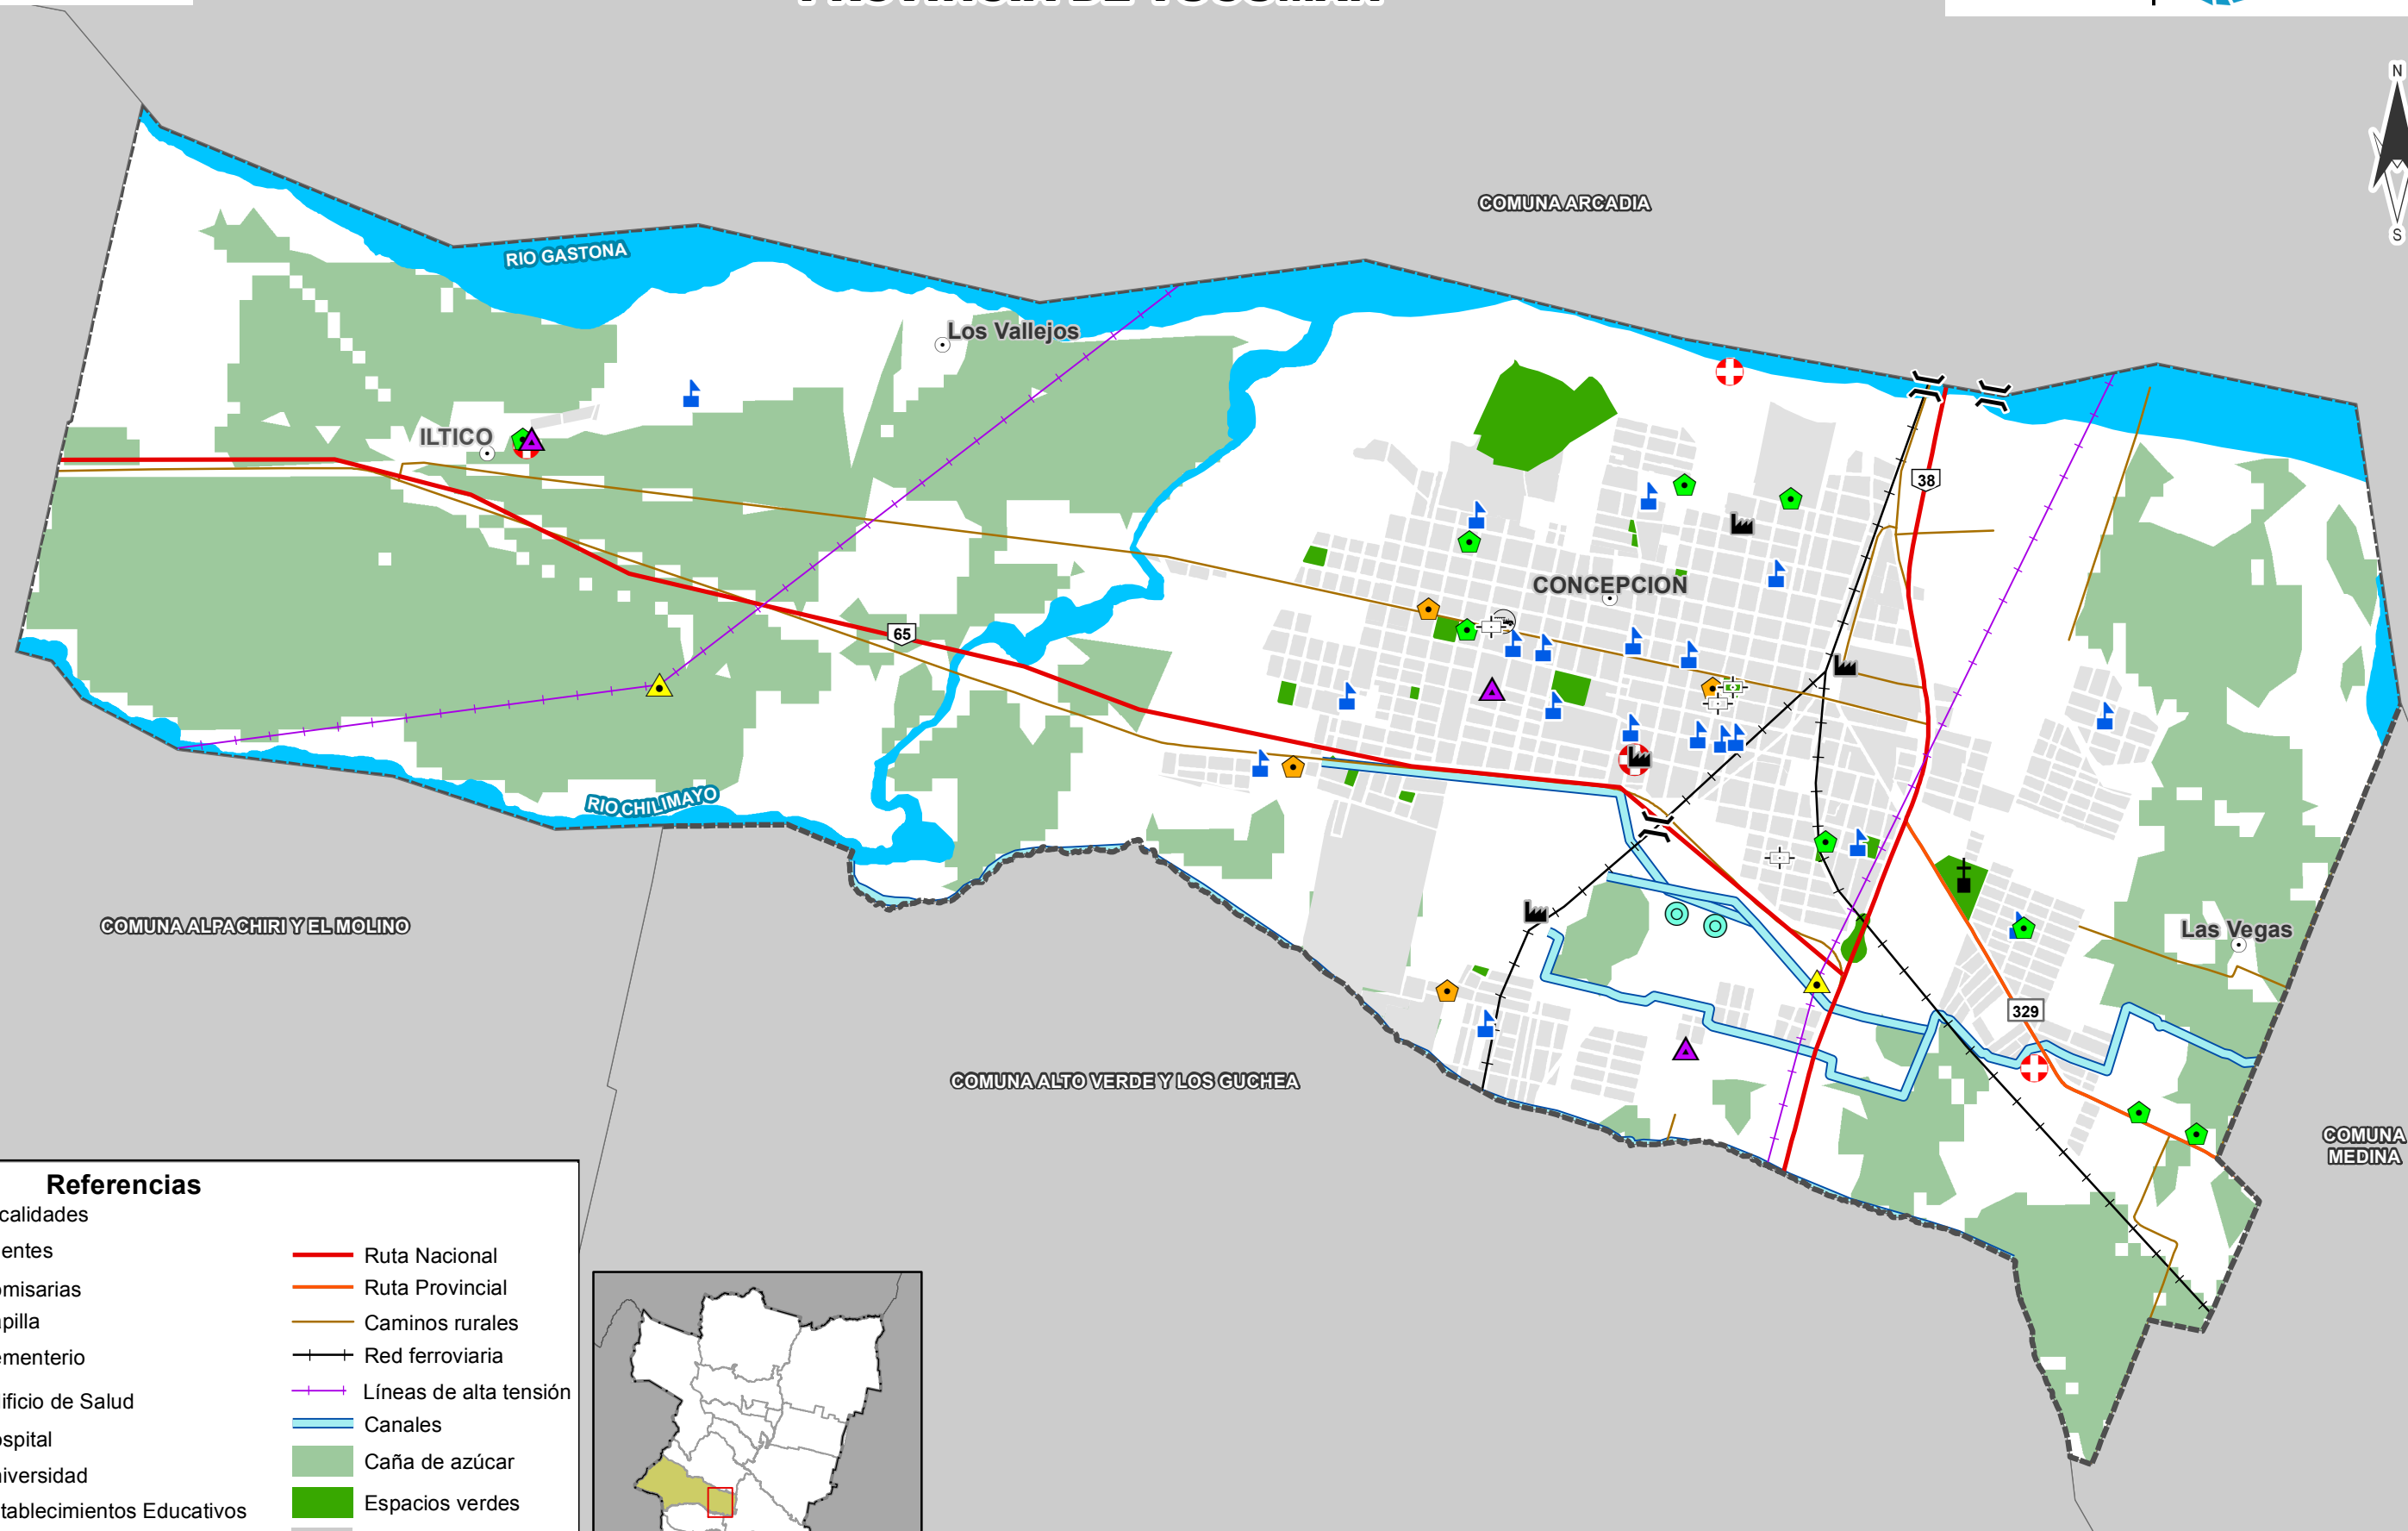 N
S
COMUNA ARCADIA
RIO GASTONA
Los Vallejos
ILTICO
38
CONCEPCION
65
RIO CHILIMAYO
COMUNA ALPACHIRI Y EL MOLINO
Las Vegas
329
COMUNA ALTO VERDE Y LOS GUCHEA
COMUNA
MEDINA
Referencias
calidades
entes
misarias
pilla
menterio
ificio de Salud
spital
iversidad
tablecimientos Educativos
Ruta Nacional
Ruta Provincial
Caminos rurales
Red ferroviaria
Líneas de alta tensión
Canales
Caña de azúcar
Espacios verdes